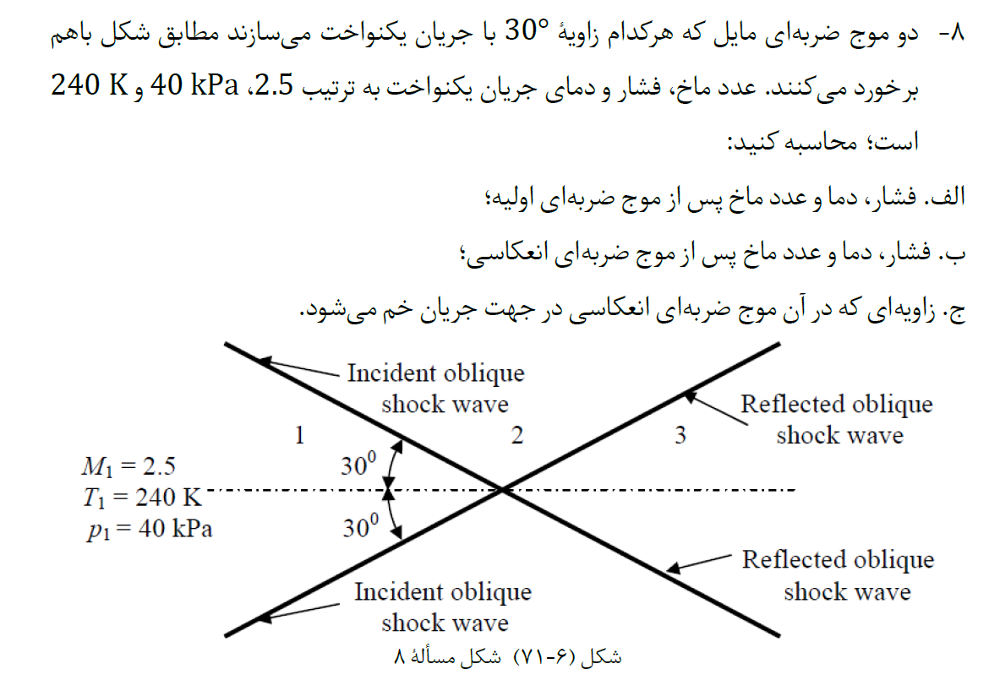 ۸- دو موج ضربه‌ای مایل که هرکدام زاویهٔ 30° با جریان یکنواخت می‌سازند مطابق شکل باهم
برخورد می‌کنند. عدد ماخ، فشار و دمای جریان یکنواخت به ترتیب 2.5، 40 kPa و 240 K
است؛ محاسبه کنید:
الف. فشار، دما و عدد ماخ پس از موج ضربه‌ای اولیه؛
ب. فشار، دما و عدد ماخ پس از موج ضربه‌ای انعکاسی؛
ج. زاویه‌ای که در آن موج ضربه‌ای انعکاسی در جهت جریان خم می‌شود.
Incident oblique
shock wave
Reflected oblique
shock wave
1
2
3
M₁ = 2.5
T₁ = 240 K
p₁ = 40 kPa
30⁰
30⁰
Incident oblique
shock wave
Reflected oblique
shock wave
شکل (۶-۷۱) شکل مسألهٔ ۸